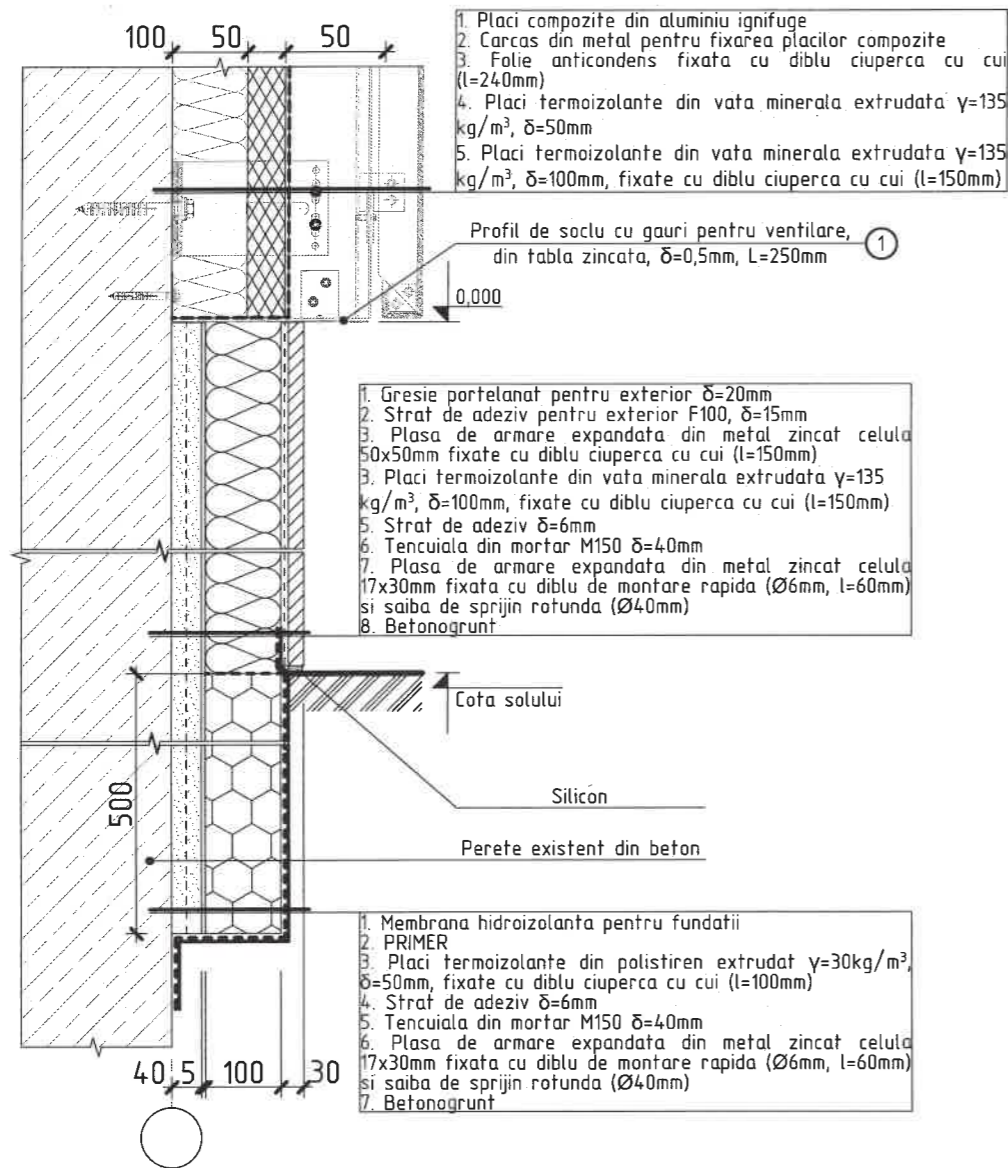 100 50 50
1. Placi compozite din aluminiu ignifuge
2. Carcas din metal pentru fixarea placilor compozite
3. Folie anticondens fixata cu diblu ciuperca cu cui
(l=240mm)
4. Placi termoizolante din vata minerala extrudata γ=135
kg/m³, δ=50mm
5. Placi termoizolante din vata minerala extrudata γ=135
kg/m³, δ=100mm, fixate cu diblu ciuperca cu cui (l=150mm)
Profil de soclu cu gauri pentru ventilare,
din tabla zincata, δ=0,5mm, L=250mm
1
0,000
1. Gresie portelanat pentru exterior δ=20mm
2. Strat de adeziv pentru exterior F100, δ=15mm
3. Plasa de armare expandata din metal zincat celula
50x50mm fixate cu diblu ciuperca cu cui (l=150mm)
3. Placi termoizolante din vata minerala extrudata γ=135
kg/m³, δ=100mm, fixate cu diblu ciuperca cu cui (l=150mm)
5. Strat de adeziv δ=6mm
6. Tencuiala din mortar M150 δ=40mm
7. Plasa de armare expandata din metal zincat celula
17x30mm fixata cu diblu de montare rapida (Ø6mm, l=60mm)
si saiba de sprijin rotunda (Ø40mm)
8. Betonogrunt
Cota solului
500
Silicon
Perete existent din beton
1. Membrana hidroizolanta pentru fundatii
2. PRIMER
3. Placi termoizolante din polistiren extrudat γ=30kg/m³,
δ=50mm, fixate cu diblu ciuperca cu cui (l=100mm)
4. Strat de adeziv δ=6mm
5. Tencuiala din mortar M150 δ=40mm
6. Plasa de armare expandata din metal zincat celula
17x30mm fixata cu diblu de montare rapida (Ø6mm, l=60mm)
si saiba de sprijin rotunda (Ø40mm)
7. Betonogrunt
40 5 100 30